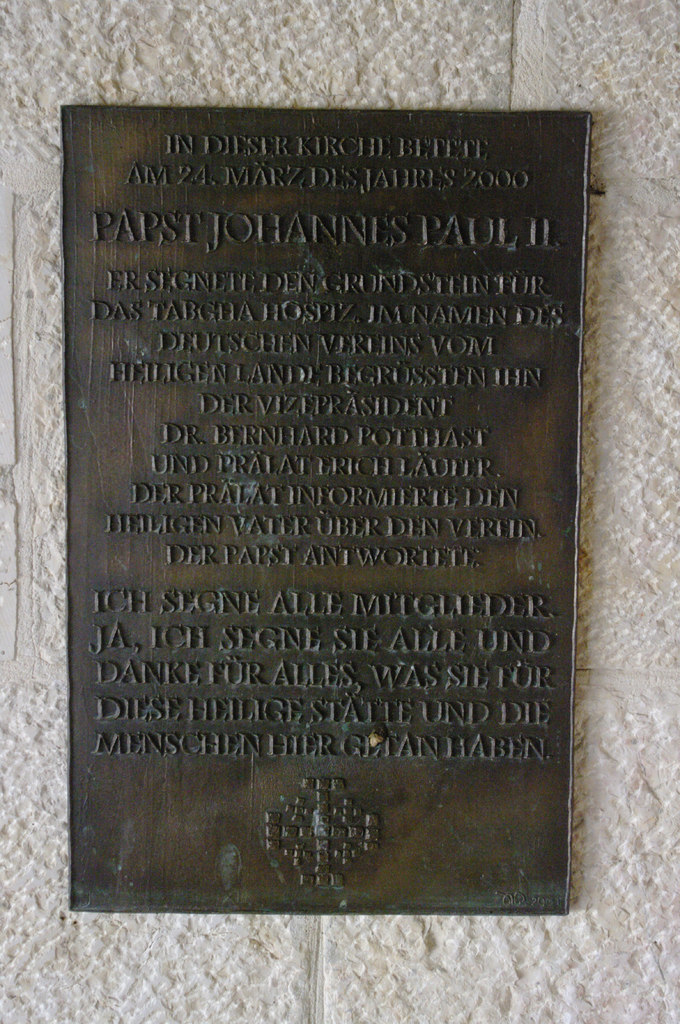 IN DIESER KIRCHE BETETE
AM 24. MÄRZ DES JAHRES 2000
PAPST JOHANNES PAUL II.
ER SEGNETE DEN GRUNDSTEIN FÜR
DAS TABGHA HOSPIZ. IM NAMEN DES
DEUTSCHEN VEREINS VOM
HEILIGEN LANDE BEGRÜSSTEN IHN
DER VIZEPRÄSIDENT
DR. BERNHARD POTTHAST
UND PRÄLAT ERICH LÄUFER.
DER PRÄLAT INFORMIERTE DEN
HEILIGEN VATER ÜBER DEN VEREIN.
DER PAPST ANTWORTETE:
ICH SEGNE ALLE MITGLIEDER.
JA, ICH SEGNE SIE ALLE UND
DANKE FÜR ALLES, WAS SIE FÜR
DIESE HEILIGE STÄTTE UND DIE
MENSCHEN HIER GETAN HABEN.